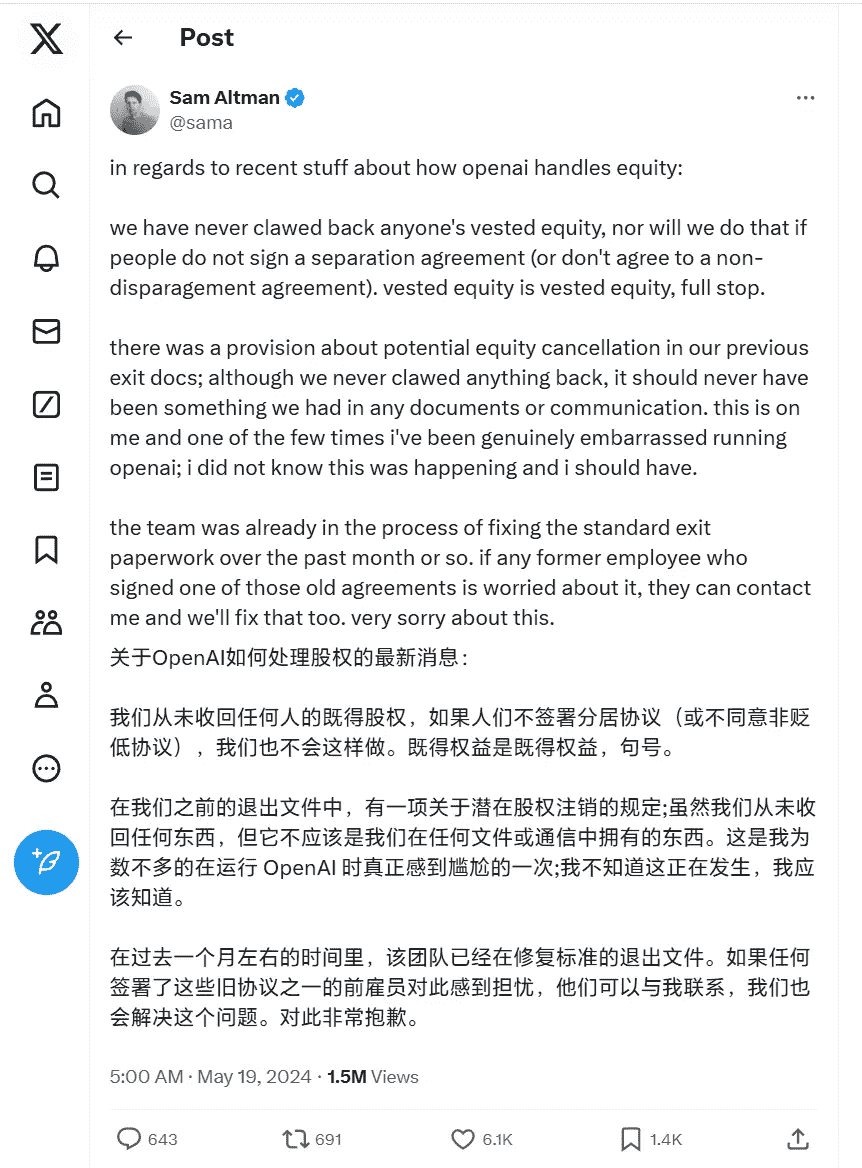 Post
Sam Altman
@sama
in regards to recent stuff about how openai handles equity:
we have never clawed back anyone's vested equity, nor will we do that if
people do not sign a separation agreement (or don't agree to a non-
disparagement agreement). vested equity is vested equity, full stop.
there was a provision about potential equity cancellation in our previous
exit docs; although we never clawed anything back, it should never have
been something we had in any documents or communication. this is on
me and one of the few times i've been genuinely embarrassed running
openai; i did not know this was happening and i should have.
the team was already in the process of fixing the standard exit
paperwork over the past month or so. if any former employee who
signed one of those old agreements is worried about it, they can contact
me and we'll fix that too. very sorry about this.
关于OpenAI如何处理股权的最新消息：
我们从未收回任何人的既得股权，如果人们不签署分居协议（或不同意非贬
低协议），我们也不会这样做。既得权益是既得权益，句号。
在我们之前的退出文件中，有一项关于潜在股权注销的规定;虽然我们从未收
回任何东西，但它不应该是我们在任何文件或通信中拥有的东西。这是我为
数不多的在运行 OpenAI 时真正感到尴尬的一次;我不知道这正在发生，我应
该知道。
在过去一个月左右的时间里，该团队已经在修复标准的退出文件。如果任何
签署了这些旧协议之一的前雇员对此感到担忧，他们可以与我联系，我们也
会解决这个问题。对此非常抱歉。
5:00 AM · May 19, 2024 · 1.5M Views
643 691 6.1K 1.4K